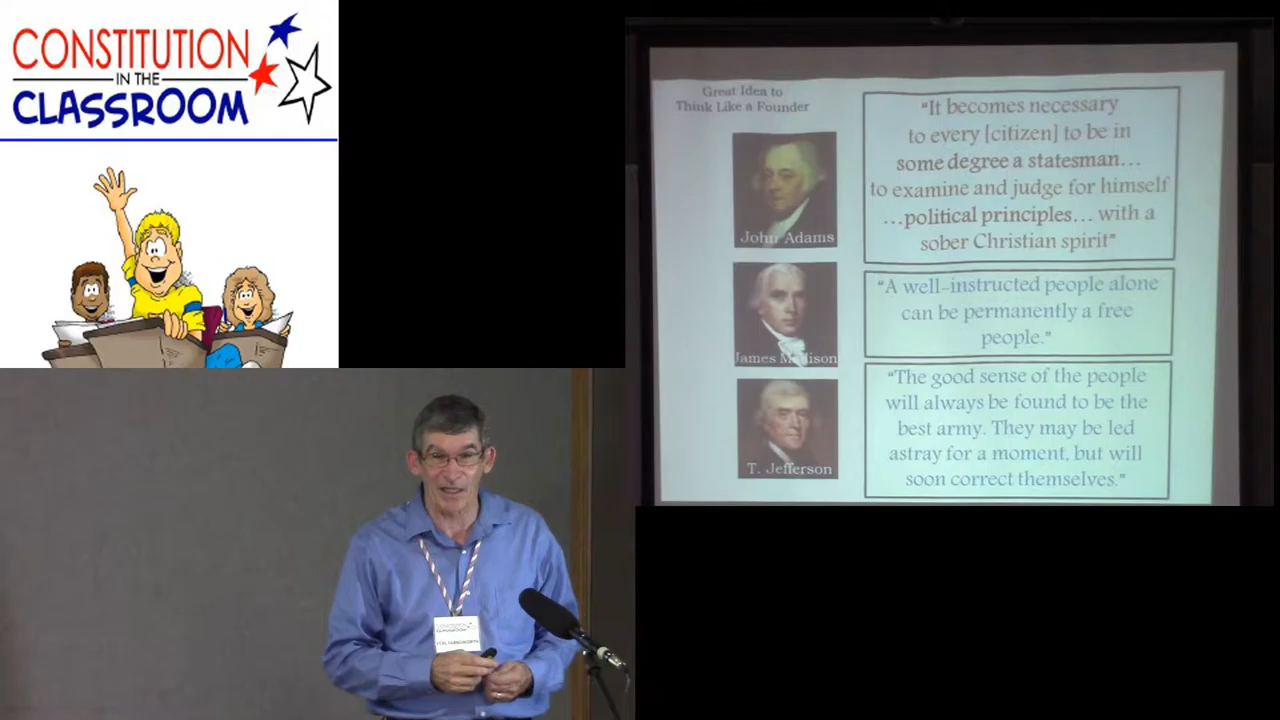 CONSTITUTION
IN THE
CLASSROOM
Great Idea to
Think Like a Founder
John Adams
"It becomes necessary
to every [citizen] to be in
some degree a statesman...
to examine and judge for himself
...political principles... with a
sober Christian spirit"
James Madison
"A well-instructed people alone
can be permanently a free
people."
T. Jefferson
"The good sense of the people
will always be found to be the
best army. They may be led
astray for a moment, but will
soon correct themselves."
CONSTITUTION
CLASSROOM